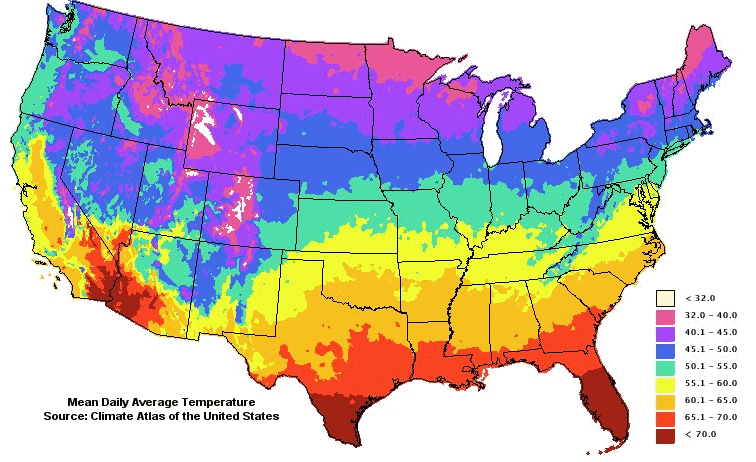 < 32.0
32.0 - 40.0
40.1 - 45.0
45.1 - 50.0
50.1 - 55.0
55.1 - 60.0
60.1 - 65.0
65.1 - 70.0
< 70.0
Mean Daily Average Temperature
Source: Climate Atlas of the United States